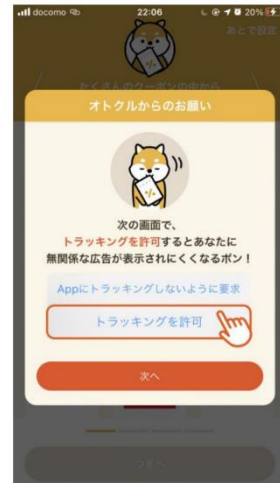 docomo 22:06 20%
あとで設定
たくさんのクーポンの中から
オトクルからのお願い
次の画面で、
トラッキングを許可するとあなたに
無関係な広告が表示されにくくなるポン！
Appにトラッキングしないように要求
トラッキングを許可
次へ
つぎへ